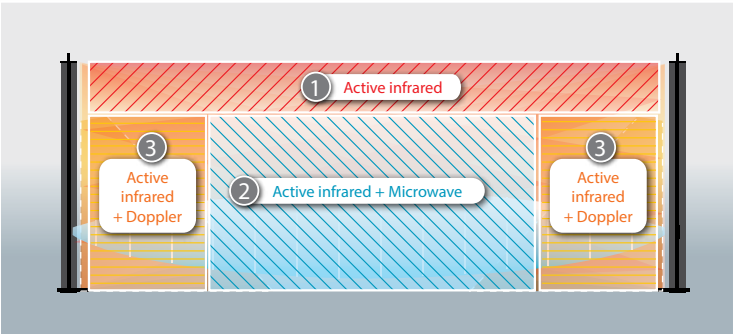 1 Active infrared
3
Active
infrared
+ Doppler
2 Active infrared + Microwave
3
Active
infrared
+ Doppler